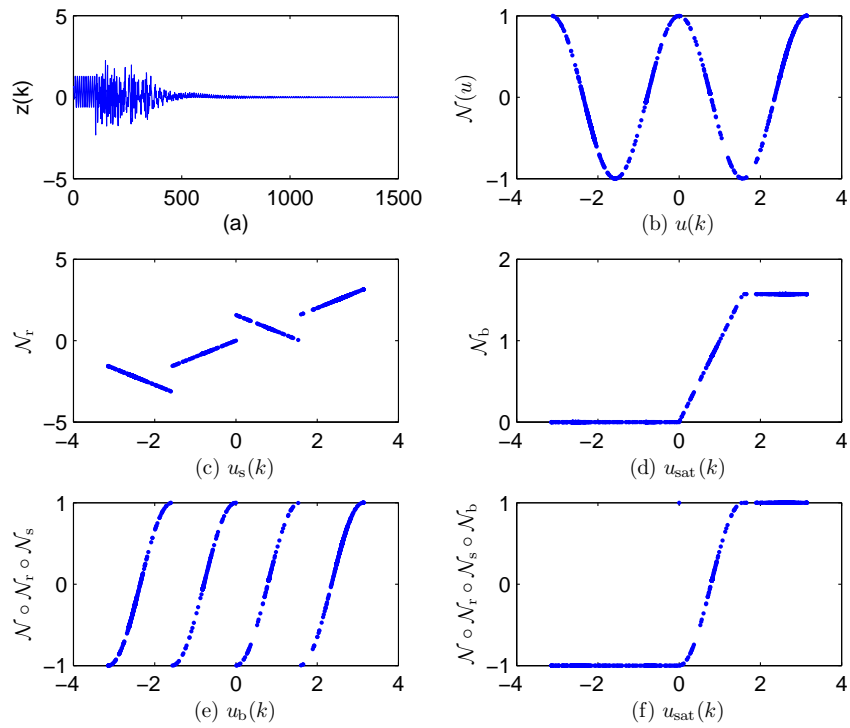 5
0
−5
z(k)
0 500 1000 1500
(a)
1
0
−1
𝒩(u)
−4 −2 0 2 4
(b) u(k)
5
0
−5
𝒩r
−4 −2 0 2 4
(c) us(k)
2
1
0
𝒩b
−4 −2 0 2 4
(d) usat(k)
1
0
−1
𝒩 ∘ 𝒩r ∘ 𝒩s
−4 −2 0 2 4
(e) ub(k)
1
0
−1
𝒩 ∘ 𝒩r ∘ 𝒩s ∘ 𝒩b
−4 −2 0 2 4
(f) usat(k)